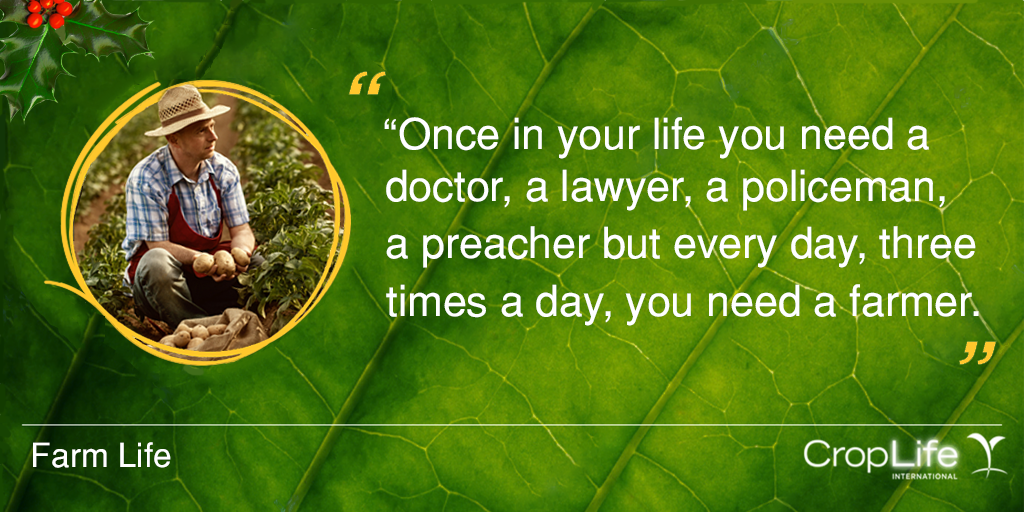 “
“Once in your life you need a
doctor, a lawyer, a policeman,
a preacher but every day, three
times a day, you need a farmer.
”
Farm Life
CropLife
INTERNATIONAL